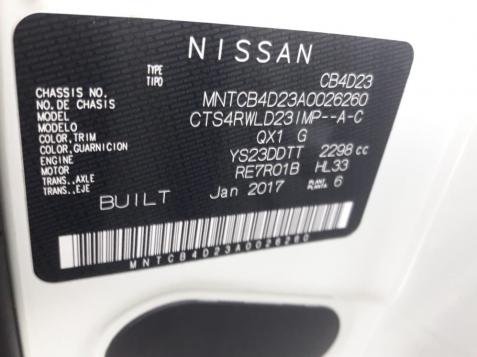 NISSAN
TYPE CB4D23
TIPO
CHASSIS NO. MNTCB4D23A0026260
NO. DE CHASIS
MODEL CTS4RWLD23IMP--A-C
MODELO
COLOR, TRIM QX1 G
COLOR, GUARNICION
ENGINE YS23DDTT 2298 cc
MOTOR
TRANS., AXLE RE7R01B HL33
TRANS., EJE
BUILT Jan 2017 PLANT 6
PLANTA
MNTCB4D23A0026260